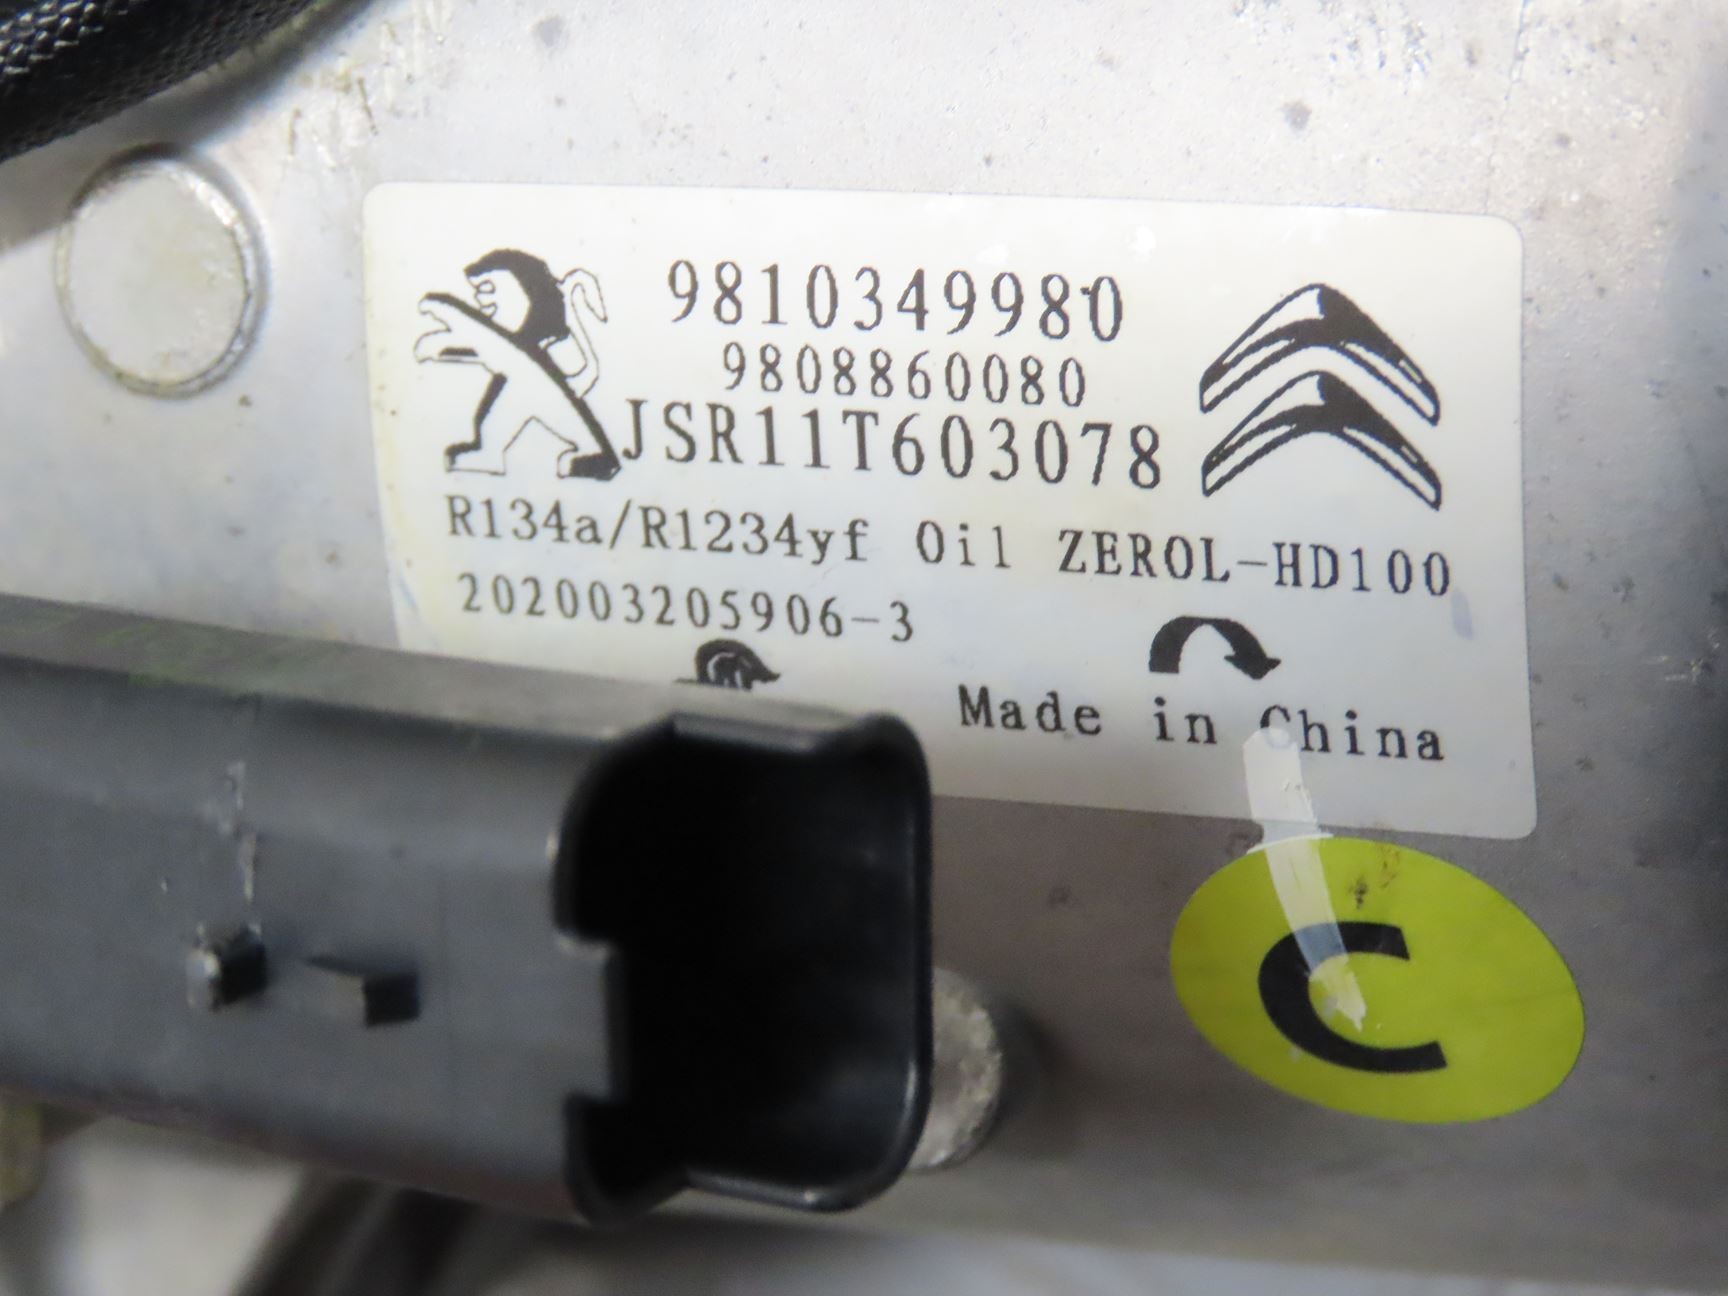 9810349980
9808860080
JSR11T603078
R134a/R1234yf Oil ZEROL-HD100
202003205906-3
Made in China
C